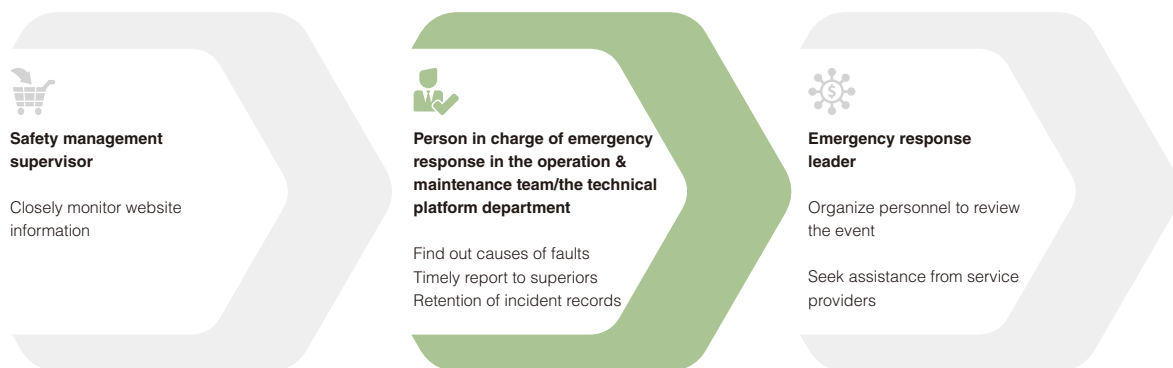 Safety management
supervisor
Closely monitor website
information
Person in charge of emergency
response in the operation &
maintenance team/the technical
platform department
Find out causes of faults
Timely report to superiors
Retention of incident records
Emergency response
leader
Organize personnel to review
the event
Seek assistance from service
providers